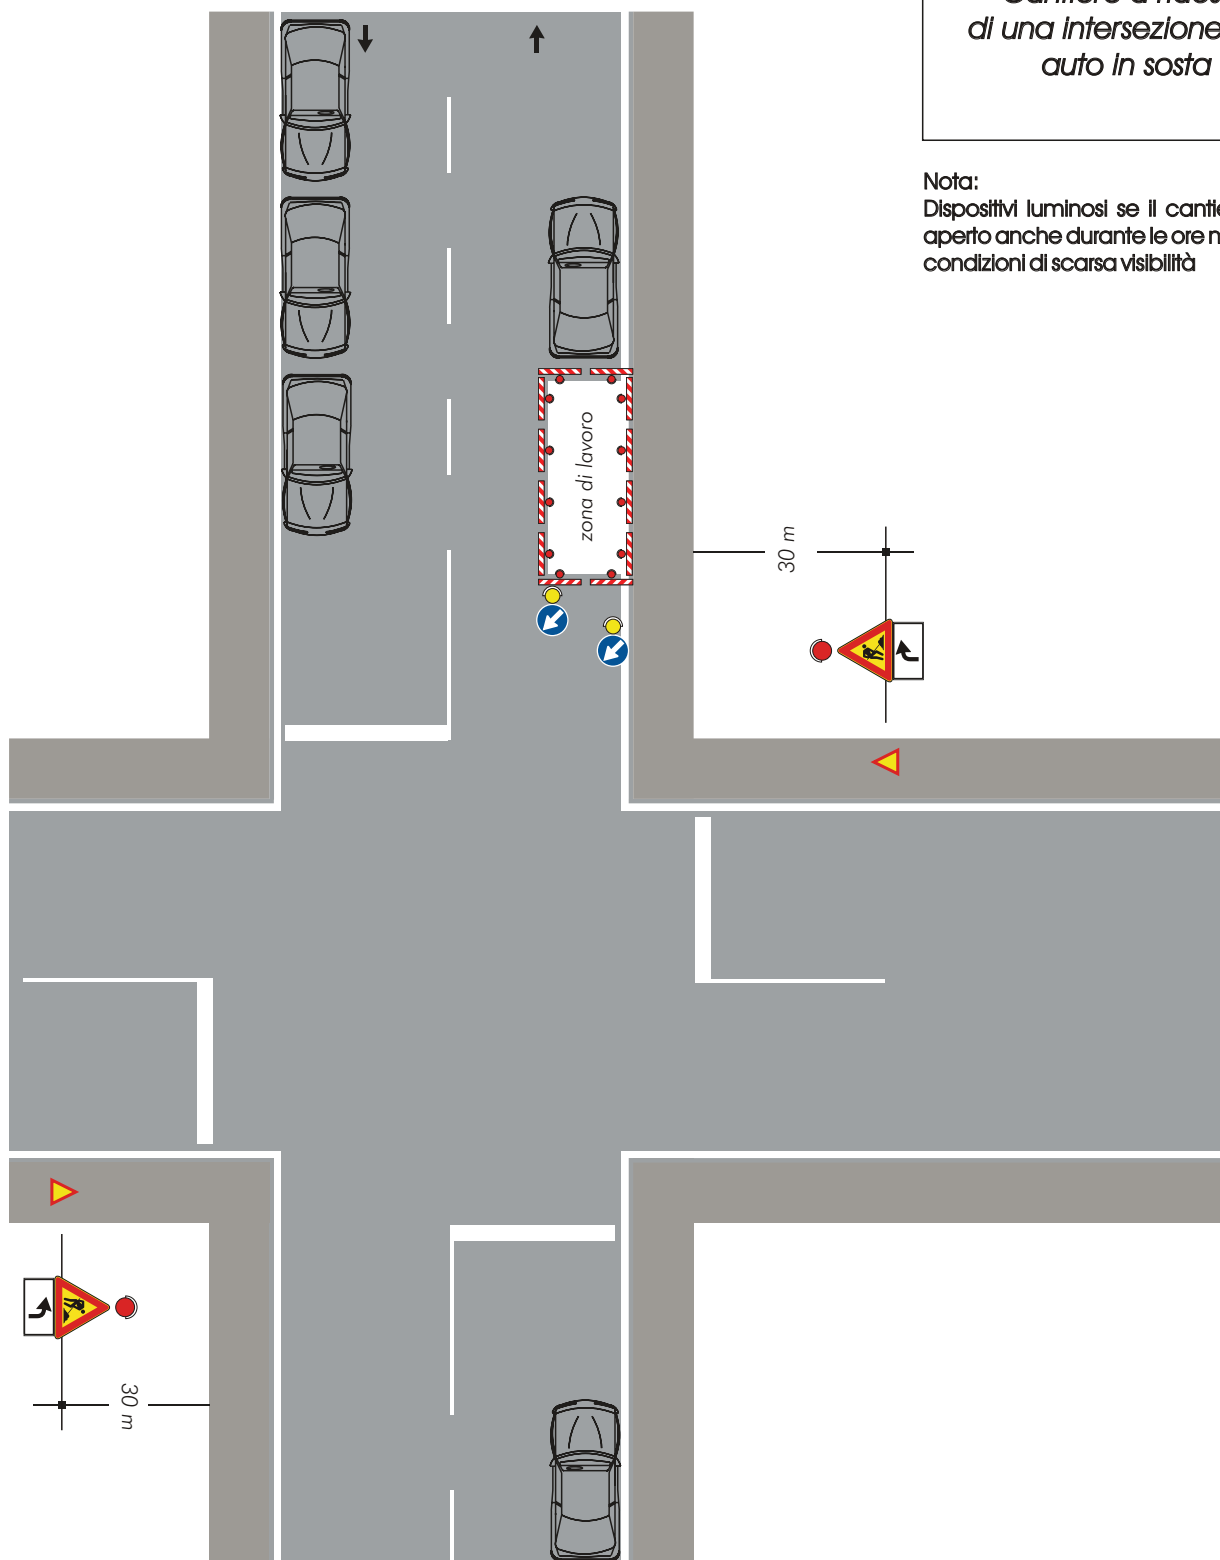 di una intersezione
auto in sosta
Nota:
Dispositivi luminosi se il
aperto anche durante le ore
condizioni di scarsa visibilità
zona di lavoro
30 m
30 m